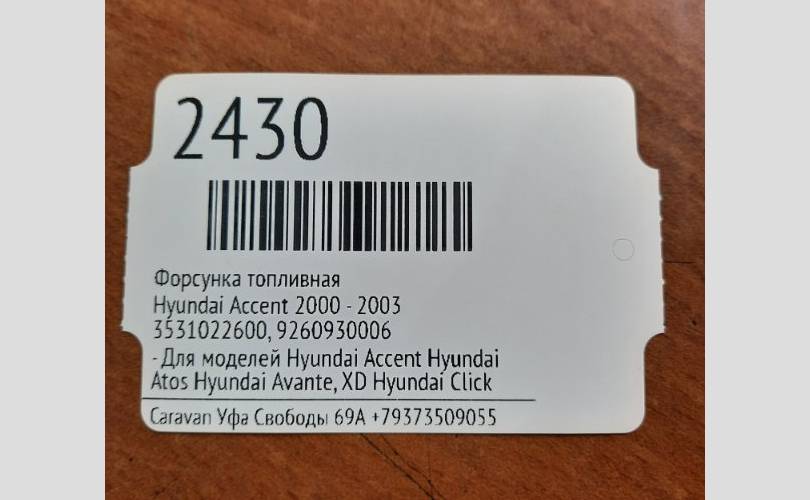 2430
Форсунка топливная
Hyundai Accent 2000 - 2003
3531022600, 9260930006
- Для моделей Hyundai Accent Hyundai
Atos Hyundai Avante, XD Hyundai Click
Caravan Уфа Свободы 69А +79373509055